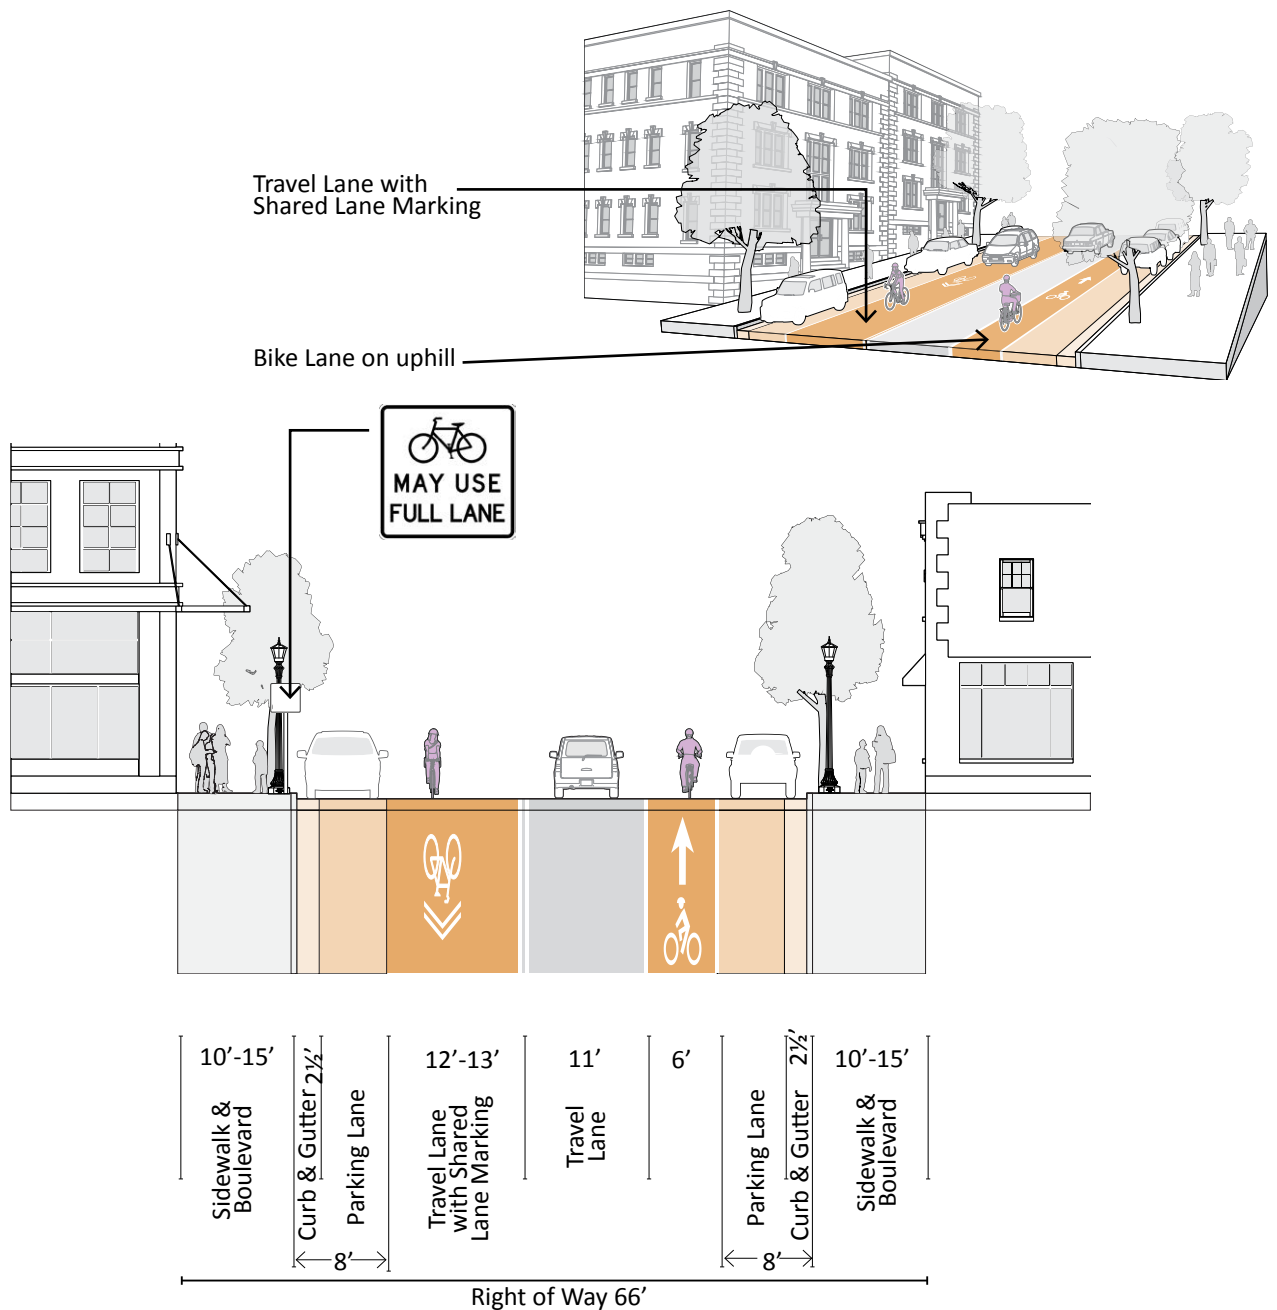 Travel Lane with
Shared Lane Marking
Bike Lane on uphill
MAY USE
FULL LANE
10’-15’
2½’
12’-13’
11’
6’
2½’
10’-15’
Sidewalk &
Boulevard
Curb & Gutter
Parking Lane
Travel Lane
with Shared
Lane Marking
Travel
Lane
Parking Lane
Curb & Gutter
Sidewalk &
Boulevard
8’
8’
Right of Way 66’